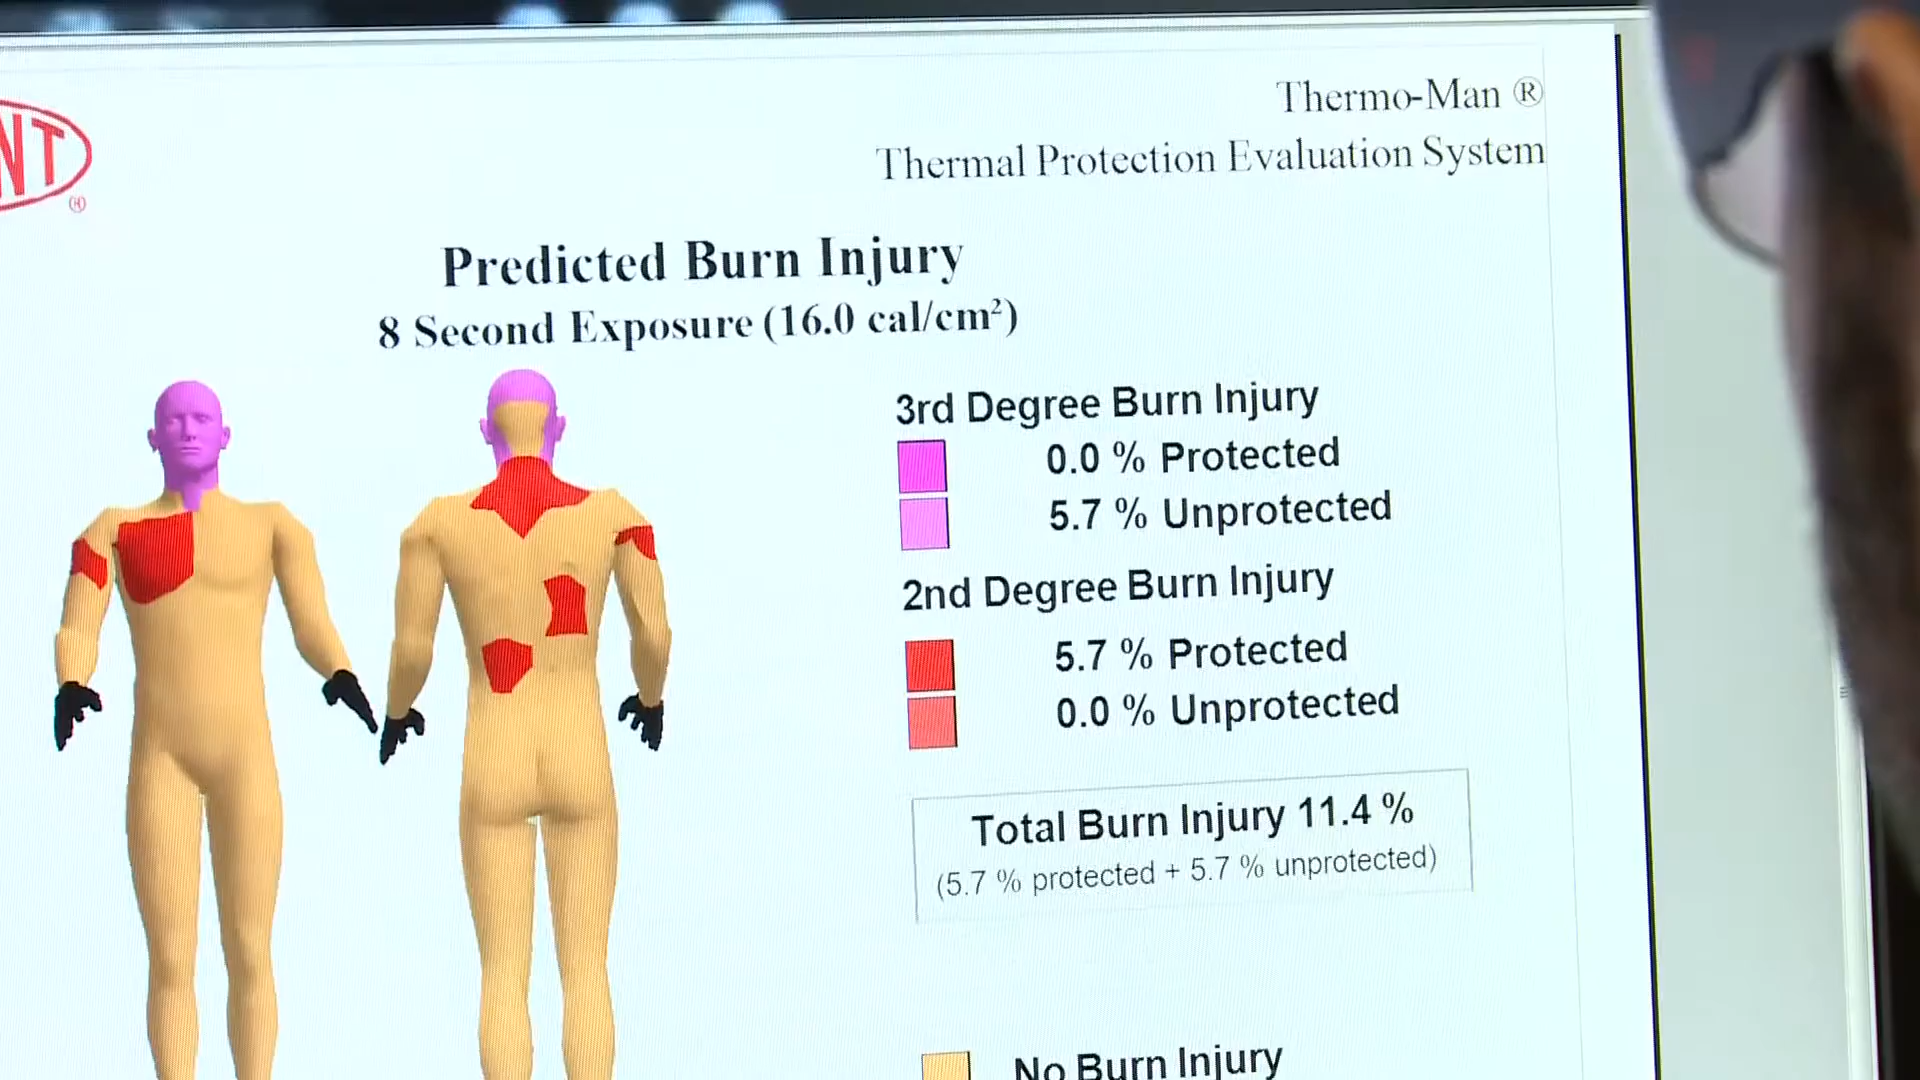 NT
®
Thermo-Man ®
Thermal Protection Evaluation System
Predicted Burn Injury
8 Second Exposure (16.0 cal/cm²)
3rd Degree Burn Injury
0.0 % Protected
5.7 % Unprotected
2nd Degree Burn Injury
5.7 % Protected
0.0 % Unprotected
Total Burn Injury 11.4 %
(5.7 % protected + 5.7 % unprotected)
No Burn Injury